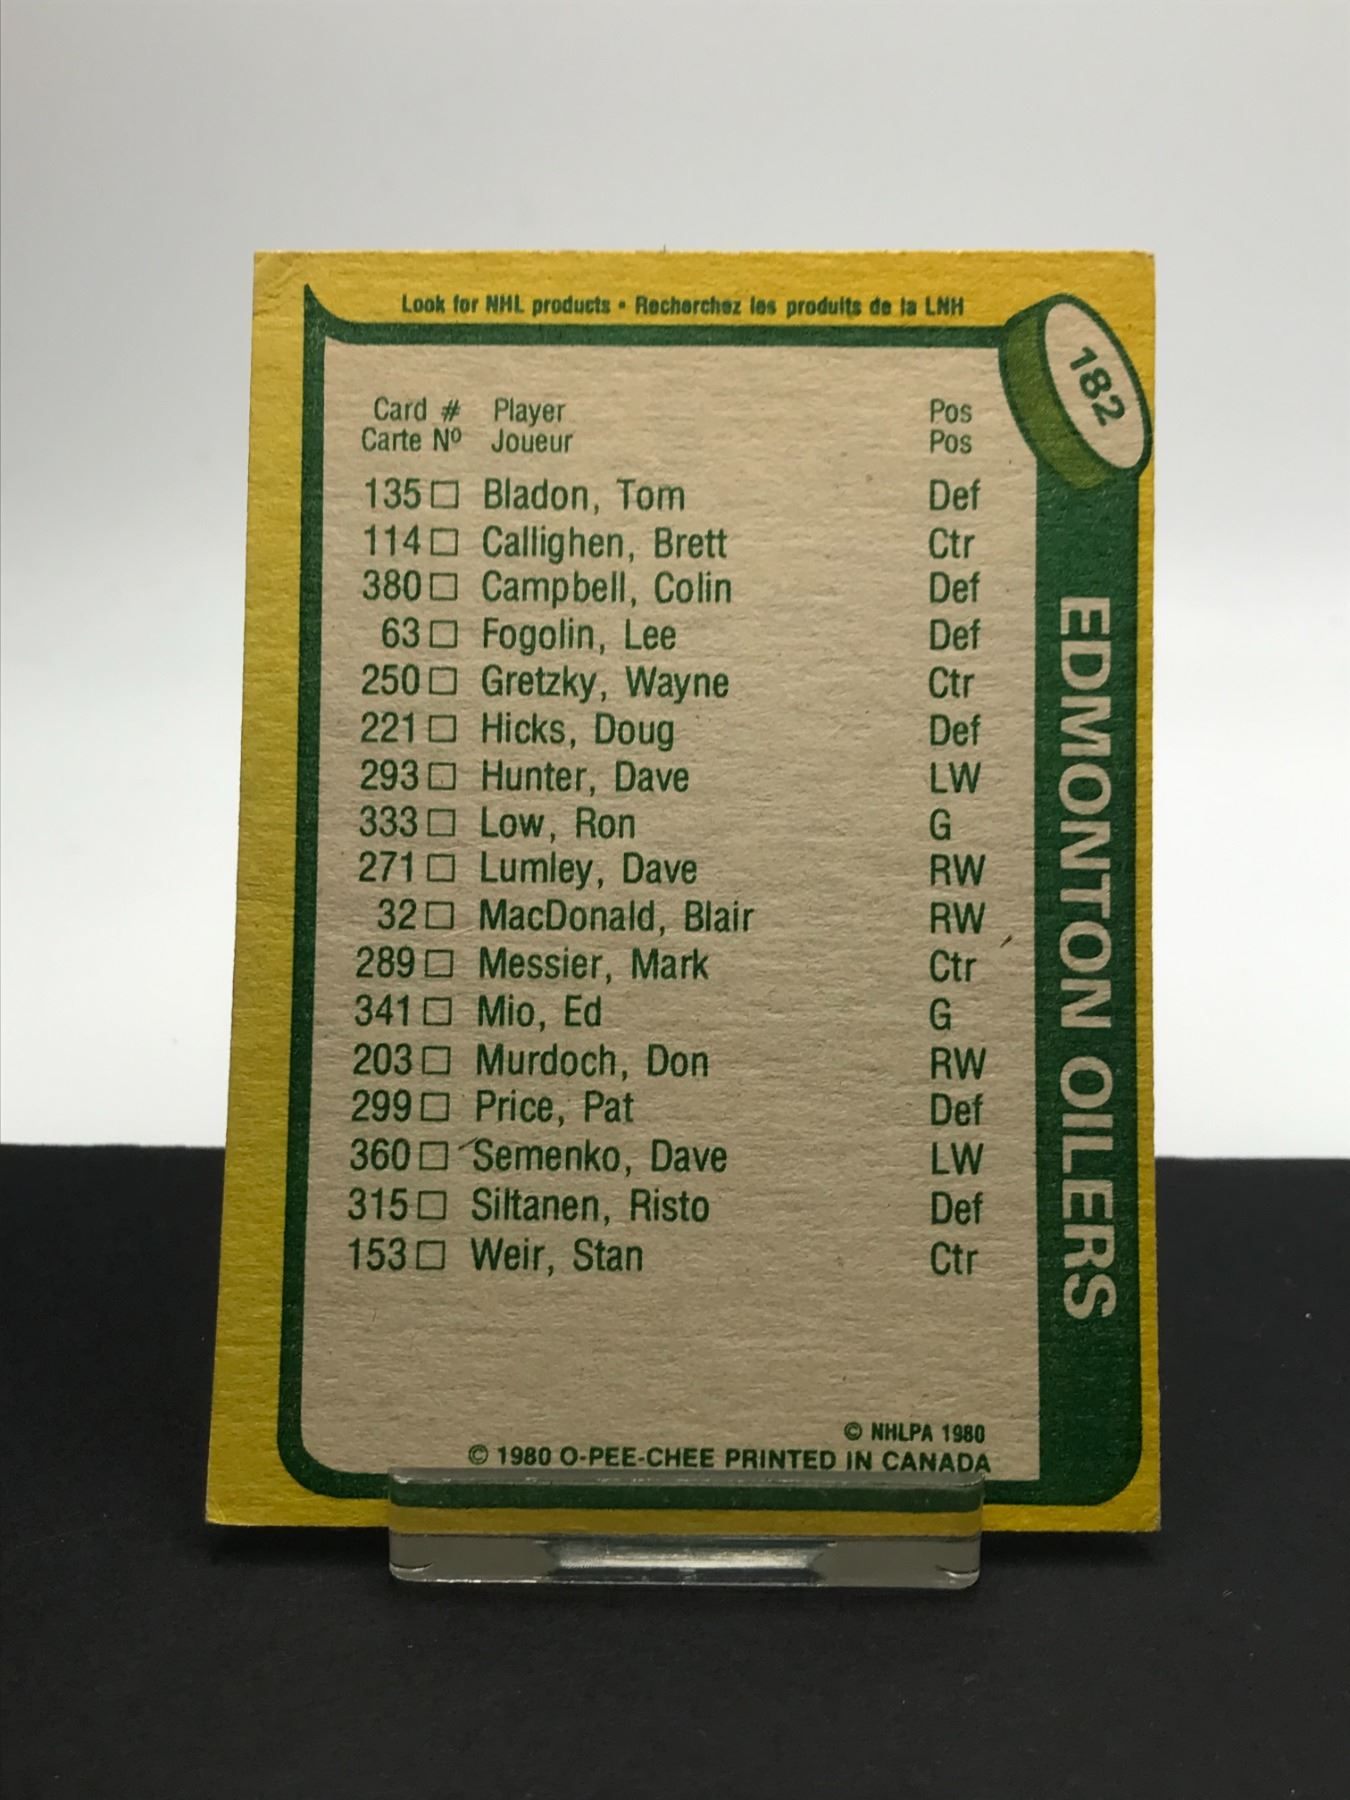 Look for NHL products • Recherchez les produits de la LNH
182
Card # Player Pos
Carte Nº Joueur Pos
135 □ Bladon, Tom Def
114 □ Callighen, Brett Ctr
380 □ Campbell, Colin Def
63 □ Fogolin, Lee Def
250 □ Gretzky, Wayne Ctr
221 □ Hicks, Doug Def
293 □ Hunter, Dave LW
333 □ Low, Ron G
271 □ Lumley, Dave RW
32 □ MacDonald, Blair RW
289 □ Messier, Mark Ctr
341 □ Mio, Ed G
203 □ Murdoch, Don RW
299 □ Price, Pat Def
360 □ Semenko, Dave LW
315 □ Siltanen, Risto Def
153 □ Weir, Stan Ctr
EDMONTON OILERS
© NHLPA 1980
© 1980 O-PEE-CHEE PRINTED IN CANADA